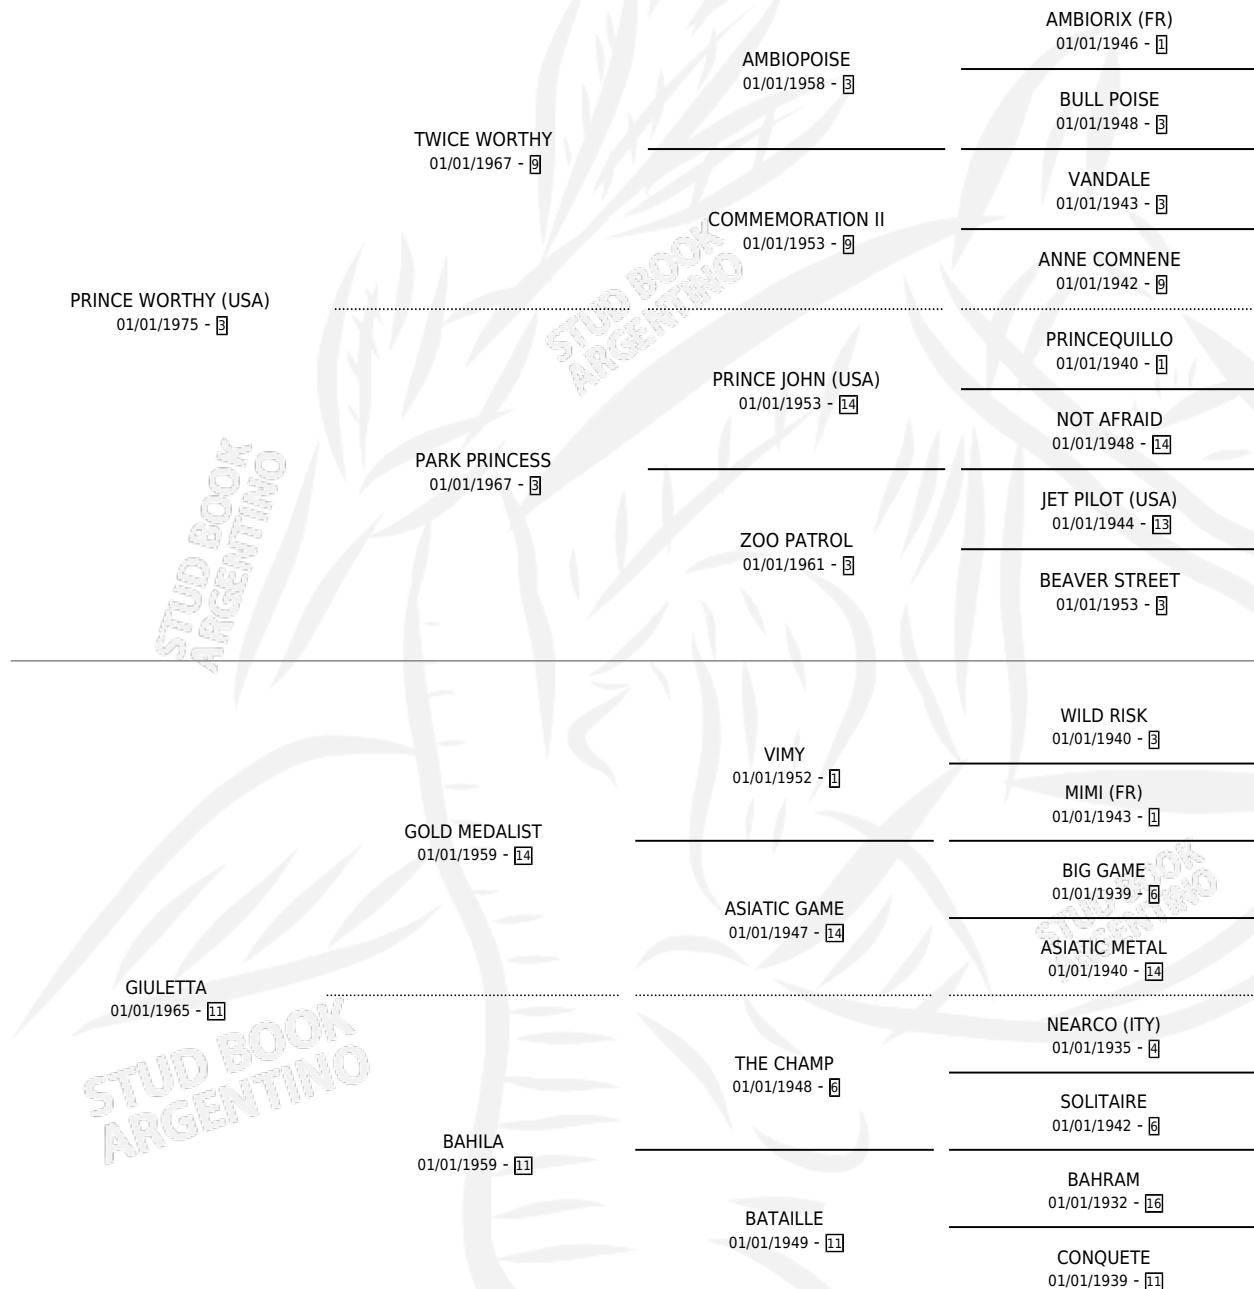 AMBIORIX (FR)
01/01/1946 - 1
AMBIOPOISE
01/01/1958 - 3
BULL POISE
01/01/1948 - 3
TWICE WORTHY
01/01/1967 - 9
VANDALE
01/01/1943 - 3
COMMEMORATION II
01/01/1953 - 9
ANNE COMNENE
01/01/1942 - 9
PRINCE WORTHY (USA)
01/01/1975 - 3
PRINCEQUILLO
01/01/1940 - 1
PRINCE JOHN (USA)
01/01/1953 - 14
NOT AFRAID
01/01/1948 - 14
PARK PRINCESS
01/01/1967 - 3
JET PILOT (USA)
01/01/1944 - 13
ZOO PATROL
01/01/1961 - 3
BEAVER STREET
01/01/1953 - 3
WILD RISK
01/01/1940 - 3
VIMY
01/01/1952 - 1
MIMI (FR)
01/01/1943 - 1
GOLD MEDALIST
01/01/1959 - 14
BIG GAME
01/01/1939 - 6
ASIATIC GAME
01/01/1947 - 14
ASIATIC METAL
01/01/1940 - 14
GIULETTA
01/01/1965 - 11
NEARCO (ITY)
01/01/1935 - 4
THE CHAMP
01/01/1948 - 6
SOLITAIRE
01/01/1942 - 6
BAHILA
01/01/1959 - 11
BAHRAM
01/01/1932 - 16
BATAILLE
01/01/1949 - 11
CONQUETE
01/01/1939 - 11
STUD BOOK
ARGENTINO
STUD BOOK
ARGENTINO
STUD BOOK
ARGENTINO
STUD BOOK
ARGENTINO